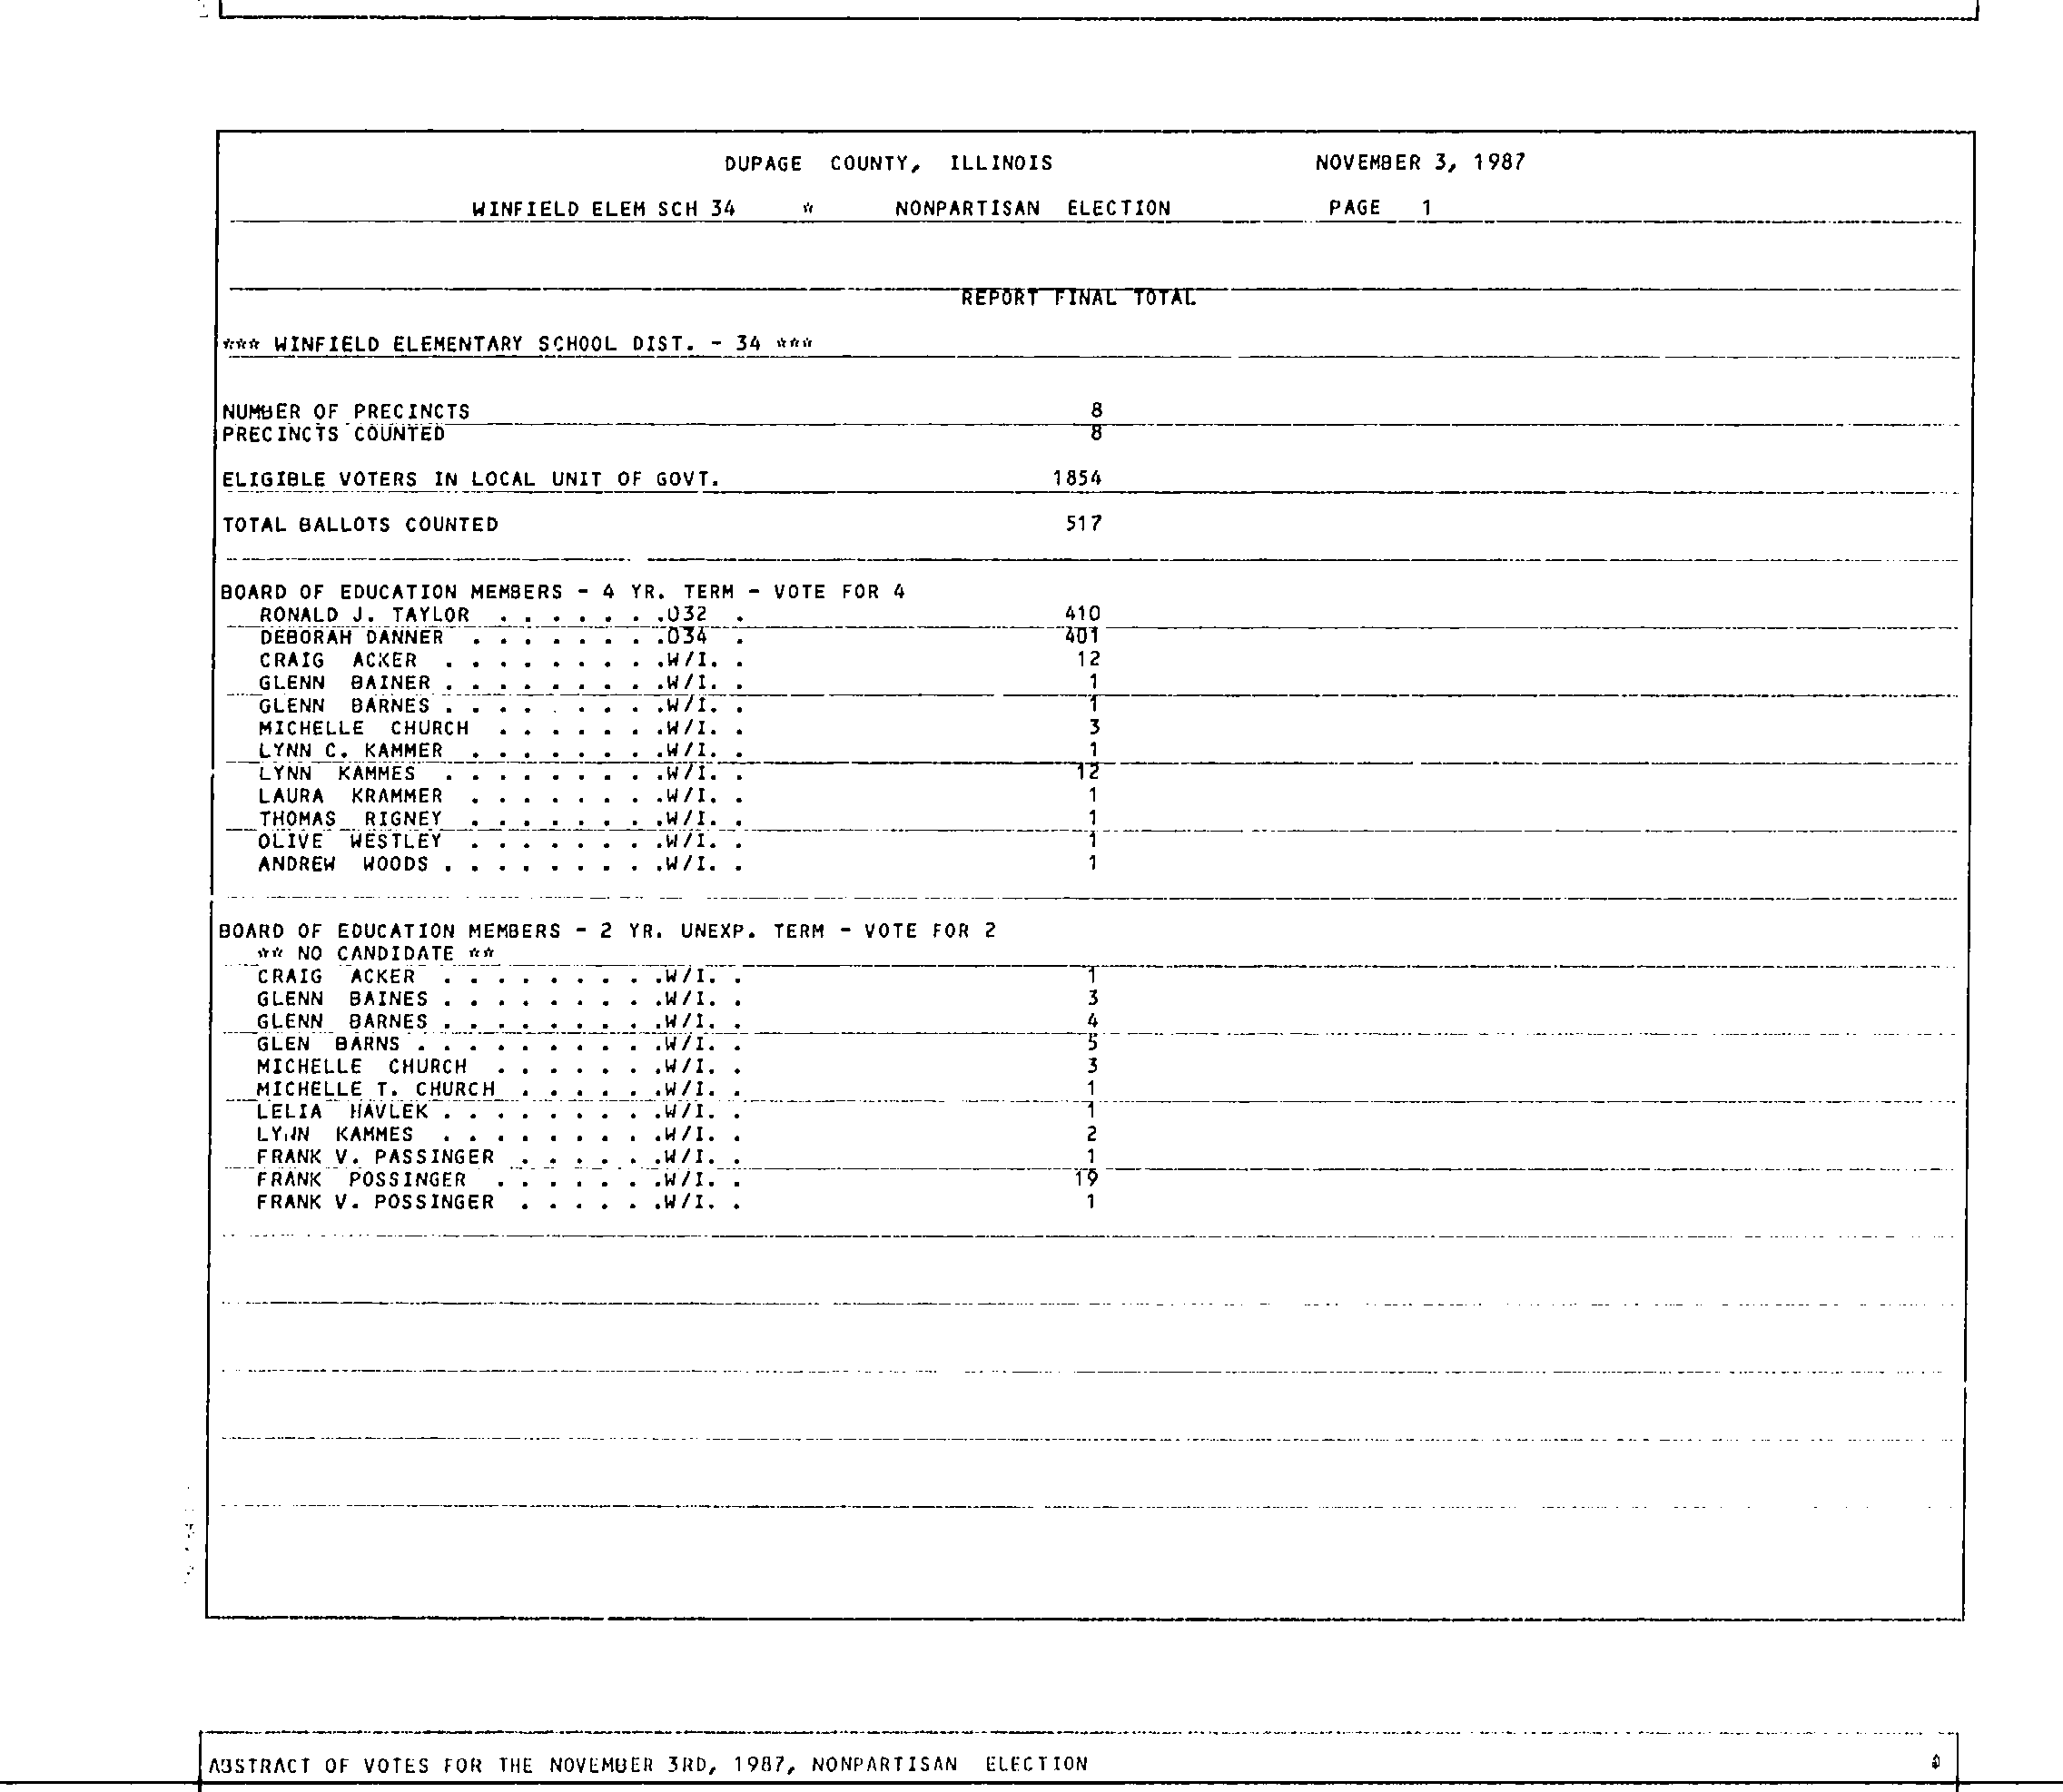 DUPAGE COUNTY, ILLINOIS NOVEMBER 3, 1987
WINFIELD ELEM SCH 34 * NONPARTISAN ELECTION PAGE 1
REPORT FINAL TOTAL
*** WINFIELD ELEMENTARY SCHOOL DIST. - 34 ***
NUMBER OF PRECINCTS 8
PRECINCTS COUNTED 8
ELIGIBLE VOTERS IN LOCAL UNIT OF GOVT. 1854
TOTAL BALLOTS COUNTED 517
BOARD OF EDUCATION MEMBERS - 4 YR. TERM - VOTE FOR 4
RONALD J. TAYLOR . . . . . . .032 . 410
DEBORAH DANNER . . . . . . . .034 . 401
CRAIG ACKER . . . . . . . . .W/I. . 12
GLENN BAINER . . . . . . . . .W/I. . 1
GLENN BARNES . . . . . . . . .W/I. . 1
MICHELLE CHURCH . . . . . . .W/I. . 3
LYNN C. KAMMER . . . . . . . .W/I. . 1
LYNN KAMMES . . . . . . . . .W/I. . 12
LAURA KRAMMER . . . . . . . .W/I. . 1
THOMAS RIGNEY . . . . . . . .W/I. . 1
OLIVE WESTLEY . . . . . . . .W/I. . 1
ANDREW WOODS . . . . . . . . .W/I. . 1
BOARD OF EDUCATION MEMBERS - 2 YR. UNEXP. TERM - VOTE FOR 2
** NO CANDIDATE **
CRAIG ACKER . . . . . . . . .W/I. . 1
GLENN BAINES . . . . . . . . .W/I. . 3
GLENN BARNES . . . . . . . . .W/I. . 4
GLEN BARNS . . . . . . . . . .W/I. . 5
MICHELLE CHURCH . . . . . . .W/I. . 3
MICHELLE T. CHURCH . . . . . .W/I. . 1
LELIA HAVLEK . . . . . . . . .W/I. . 1
LYNN KAMMES . . . . . . . . .W/I. . 2
FRANK V. PASSINGER . . . . . .W/I. . 1
FRANK POSSINGER . . . . . . .W/I. . 19
FRANK V. POSSINGER . . . . . .W/I. . 1
ABSTRACT OF VOTES FOR THE NOVEMBER 3RD, 1987, NONPARTISAN ELECTION